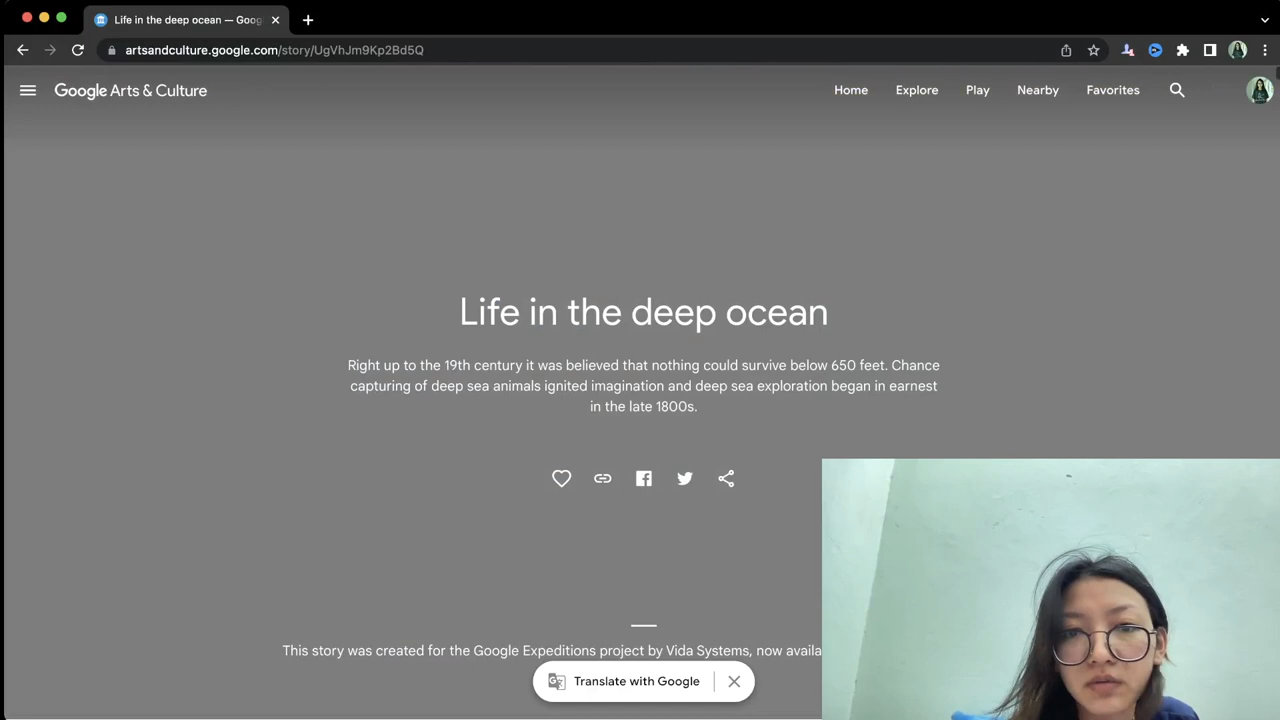 Life in the deep ocean — Goog
artsandculture.google.com/story/UgVhJm9Kp2Bd5Q
Google Arts & Culture
Home Explore Play Nearby Favorites
Life in the deep ocean
Right up to the 19th century it was believed that nothing could survive below 650 feet. Chance
capturing of deep sea animals ignited imagination and deep sea exploration began in earnest
in the late 1800s.
This story was created for the Google Expeditions project by Vida Systems, now availa
Translate with Google